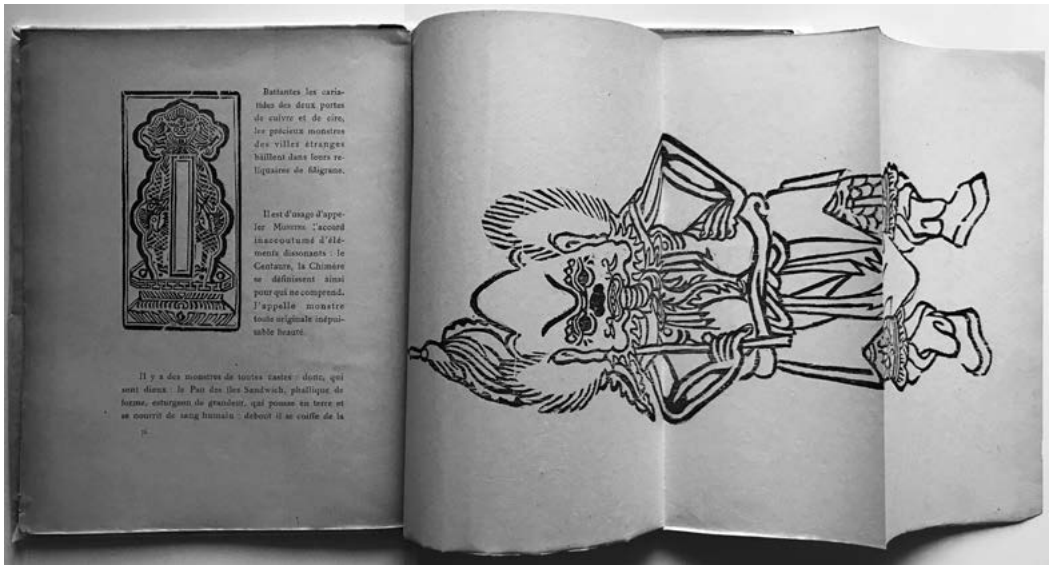 Battantes les caria-
tides des deux portes
de cuivre et de cire,
les précieux monstres
des villes étranges
bâillent dans leurs re-
liquaires de filigrane.
Il est d'usage d'appe-
ler Monstre l'accord
inaccoutumé d'élé-
ments dissonants : le
Centaure, la Chimère
se définissent ainsi
pour qui ne comprend.
J'appelle monstre
toute originale inépui-
sable beauté.
Il y a des monstres de toutes castes : donc, qui
sont dieux : le Pan des îles Sandwich, phallique de
forme, esturgeon de grandeur, qui pousse en terre et
se nourrit de sang humain : debout il se coiffe de la